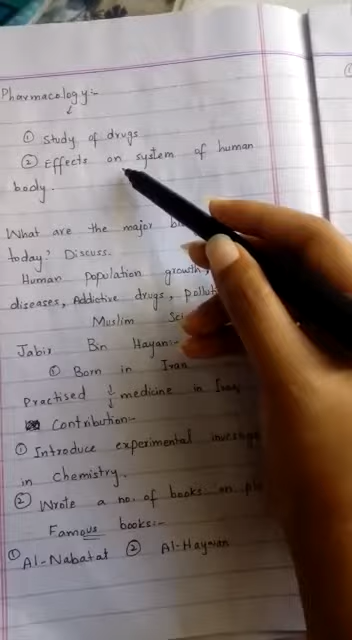 Pharmacology:-
① Study of drugs
② Effects on system of human
body.
What are the major
today? Discuss.
Human Population growth,
diseases, Addictive drugs,
Muslim
Jabir Bin Hayan:-
① Born in Iran
Practised medicine in Iraq
Contribution:-
① Introduce experimental
in Chemistry.
② Wrote a no. of books on
Famous books:-
① Al-Nabatat ② Al-Hayawan